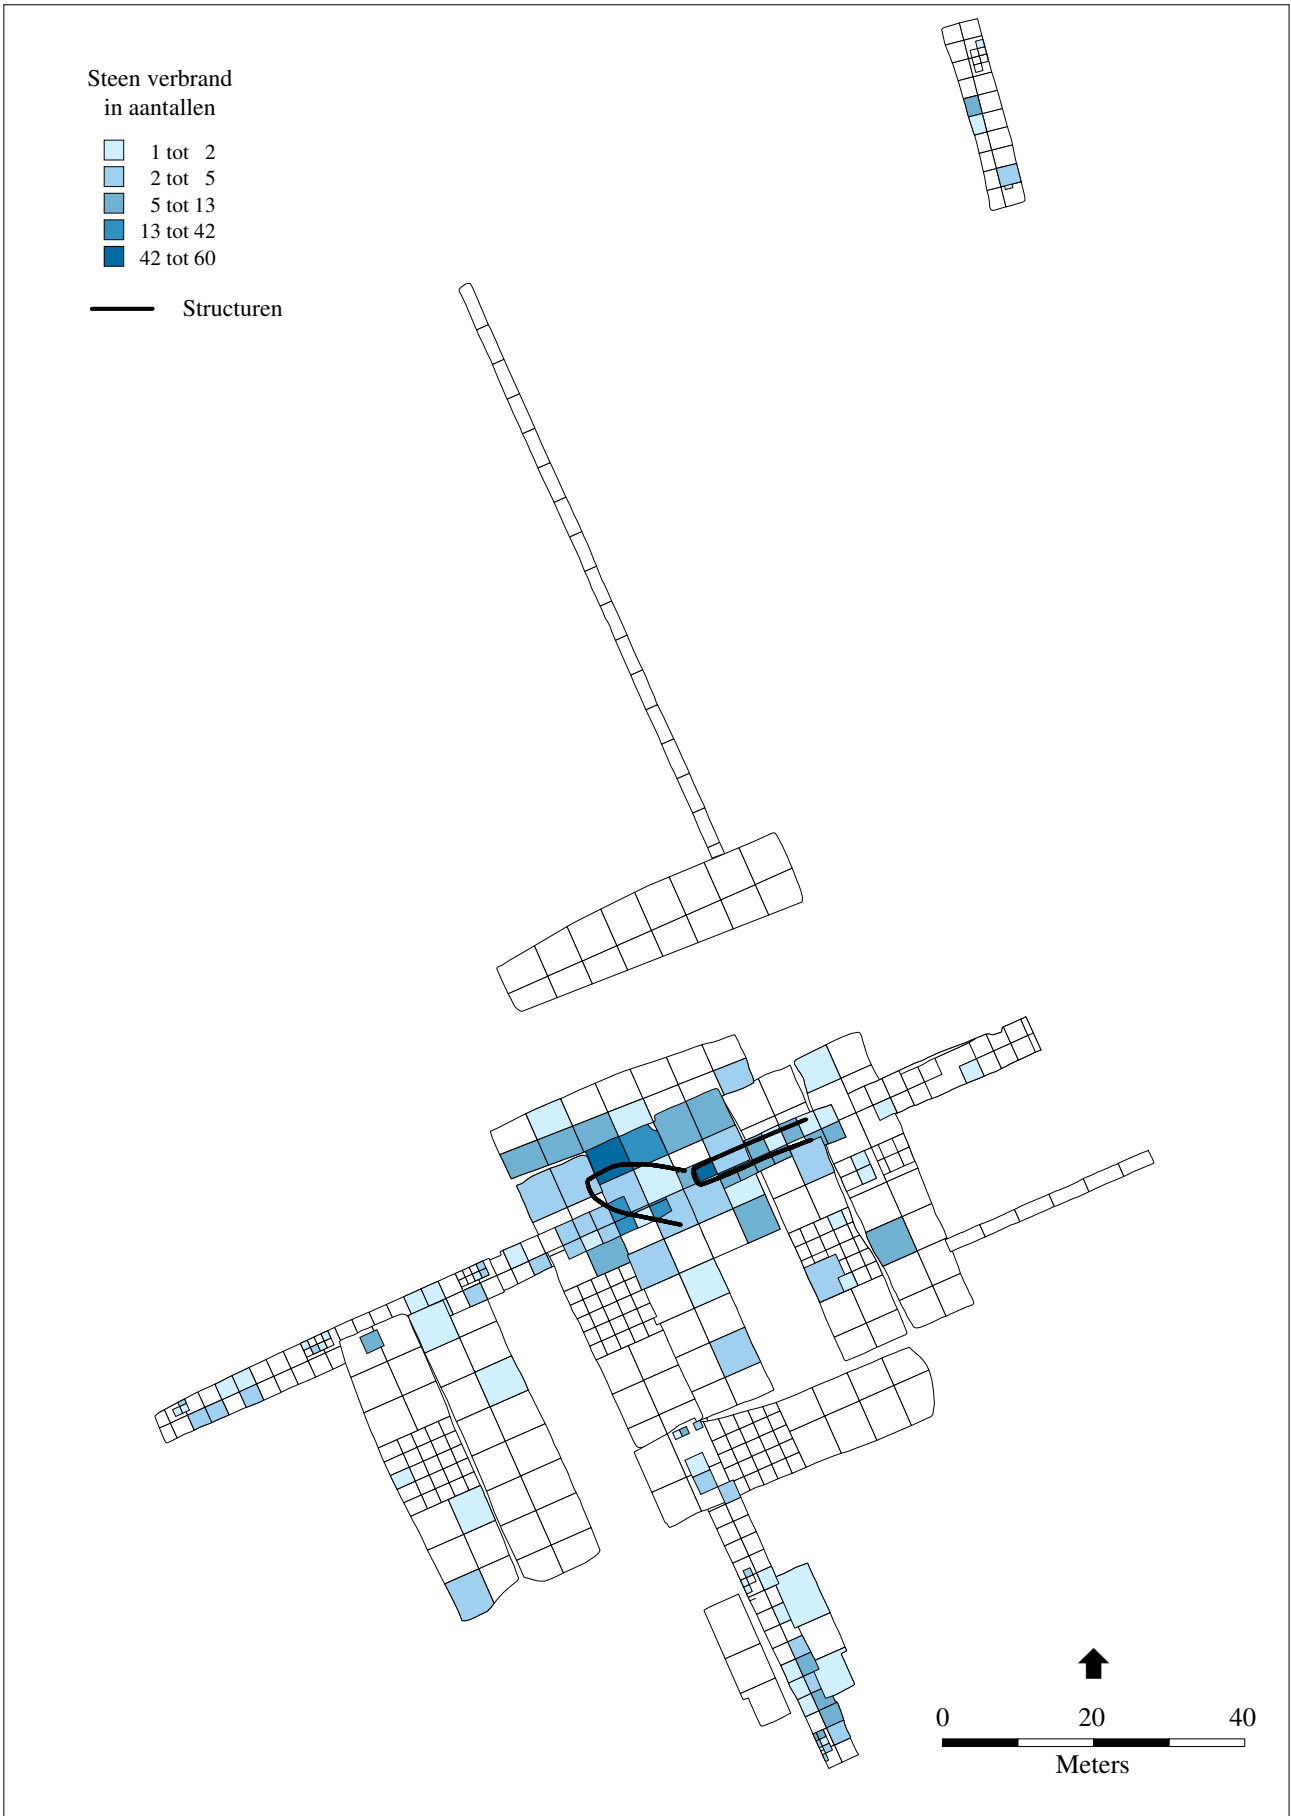 Steen verbrand
in aantallen
1 tot 2
2 tot 5
5 tot 13
13 tot 42
42 tot 60
Structuren
0 20 40
Meters